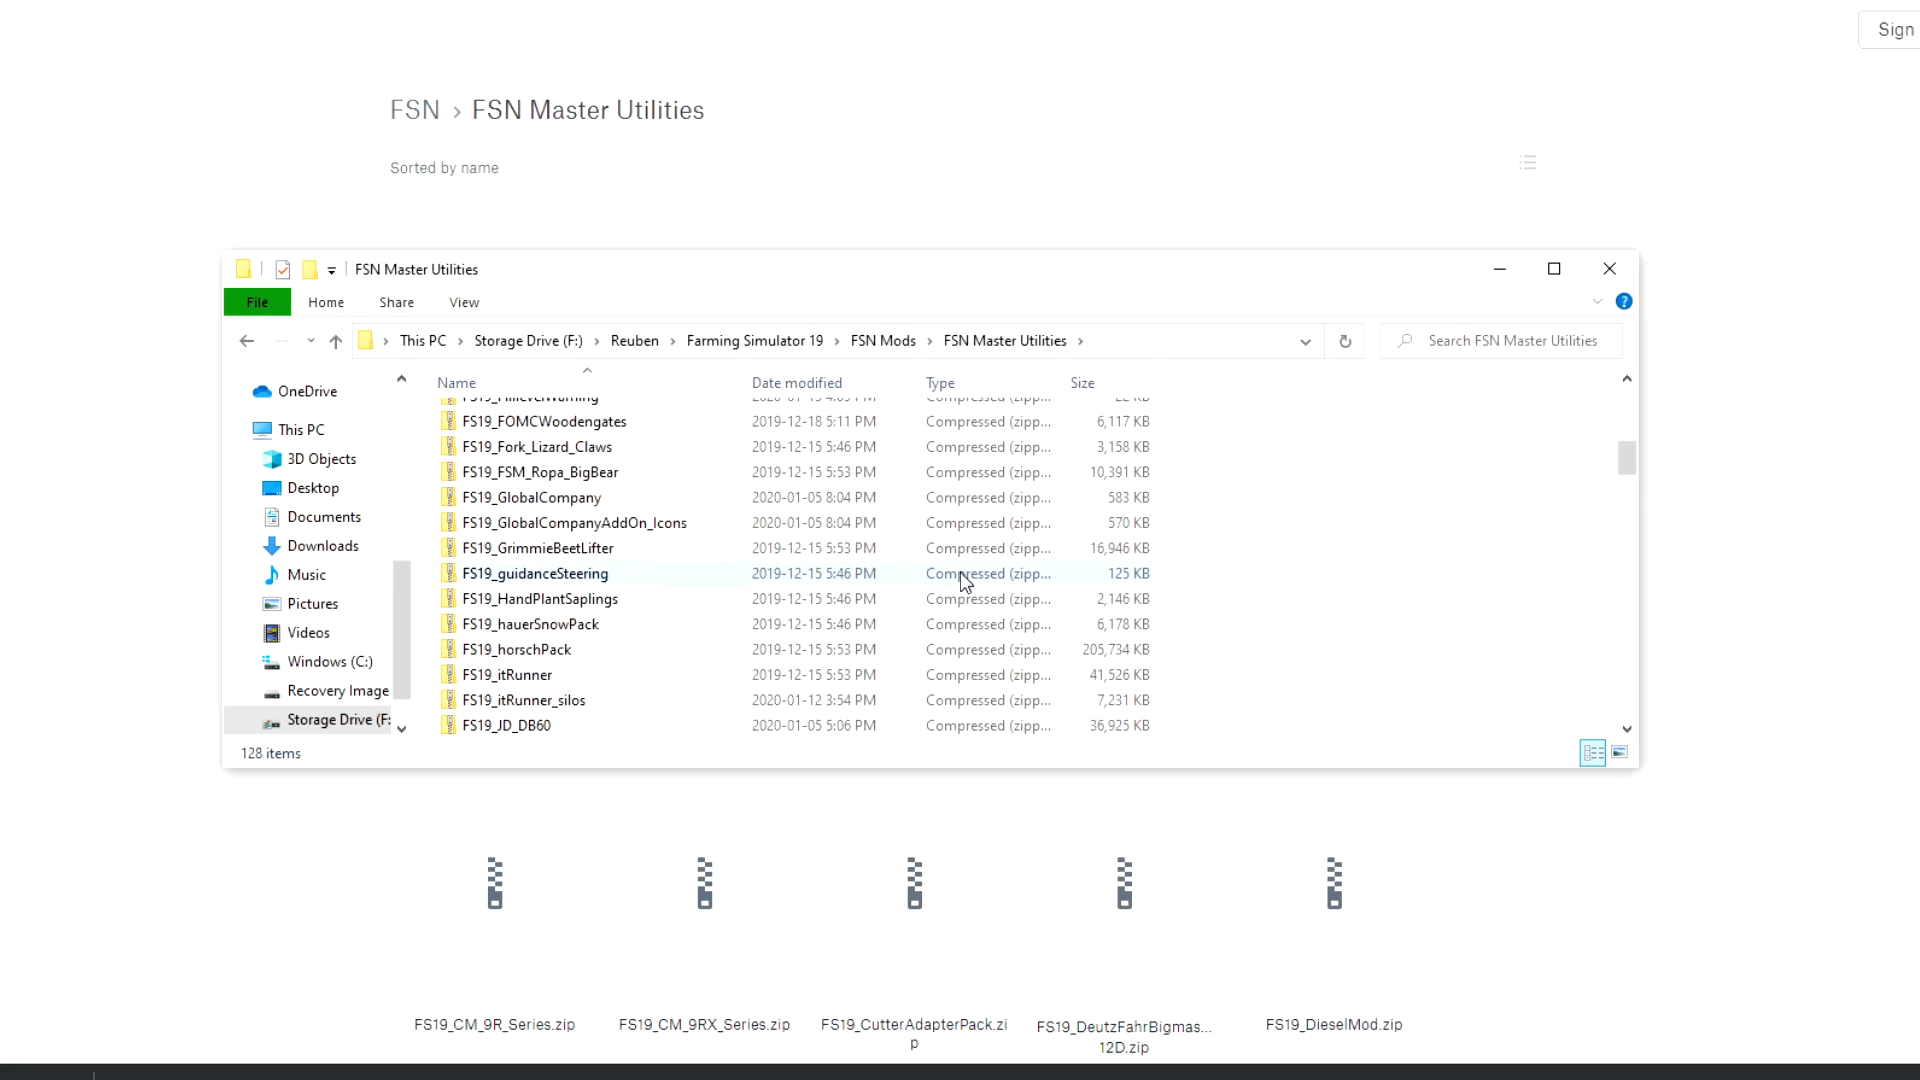 Sign
FSN › FSN Master Utilities
Sorted by name
FSN Master Utilities
File Home Share View
This PC › Storage Drive (F:) › Reuben › Farming Simulator 19 › FSN Mods › FSN Master Utilities ›
Search FSN Master Utilities
Name Date modified Type Size
OneDrive
This PC
3D Objects
Desktop
Documents
Downloads
Music
Pictures
Videos
Windows (C:)
Recovery Image
Storage Drive (F:
FS19_FOMCWoodengates 2019-12-18 5:11 PM Compressed (zipp... 6,117 KB
FS19_Fork_Lizard_Claws 2019-12-15 5:46 PM Compressed (zipp... 3,158 KB
FS19_FSM_Ropa_BigBear 2019-12-15 5:53 PM Compressed (zipp... 10,391 KB
FS19_GlobalCompany 2020-01-05 8:04 PM Compressed (zipp... 583 KB
FS19_GlobalCompanyAddOn_Icons 2020-01-05 8:04 PM Compressed (zipp... 570 KB
FS19_GrimmieBeetLifter 2019-12-15 5:53 PM Compressed (zipp... 16,946 KB
FS19_guidanceSteering 2019-12-15 5:46 PM Compressed (zipp... 125 KB
FS19_HandPlantSaplings 2019-12-15 5:46 PM Compressed (zipp... 2,146 KB
FS19_hauerSnowPack 2019-12-15 5:46 PM Compressed (zipp... 6,178 KB
FS19_horschPack 2019-12-15 5:53 PM Compressed (zipp... 205,734 KB
FS19_itRunner 2019-12-15 5:53 PM Compressed (zipp... 41,526 KB
FS19_itRunner_silos 2020-01-12 3:54 PM Compressed (zipp... 7,231 KB
FS19_JD_DB60 2020-01-05 5:06 PM Compressed (zipp... 36,925 KB
128 items
FS19_CM_9R_Series.zip
FS19_CM_9RX_Series.zip
FS19_CutterAdapterPack.zi
p
FS19_DeutzFahrBigmas...
12D.zip
FS19_DieselMod.zip